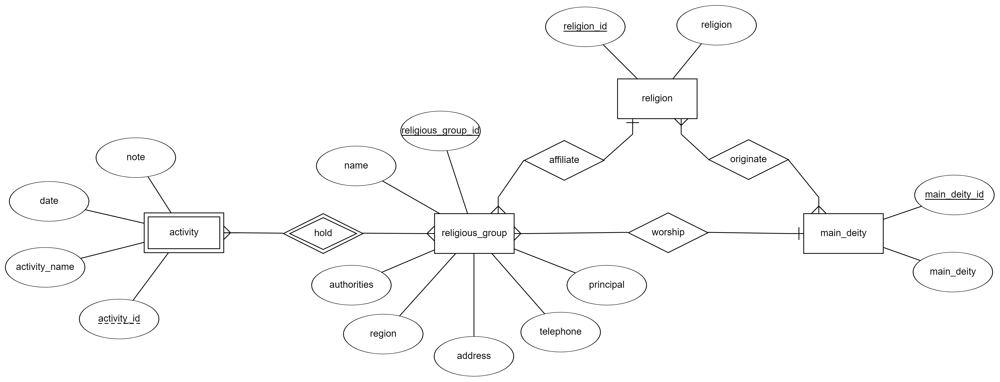 religion_id
religion
religion
religious_group_id
note
name
affiliate
originate
date
main_deity_id
activity
hold
religious_group
worship
main_deity
activity_name
authorities
principal
main_deity
activity_id
region
telephone
address